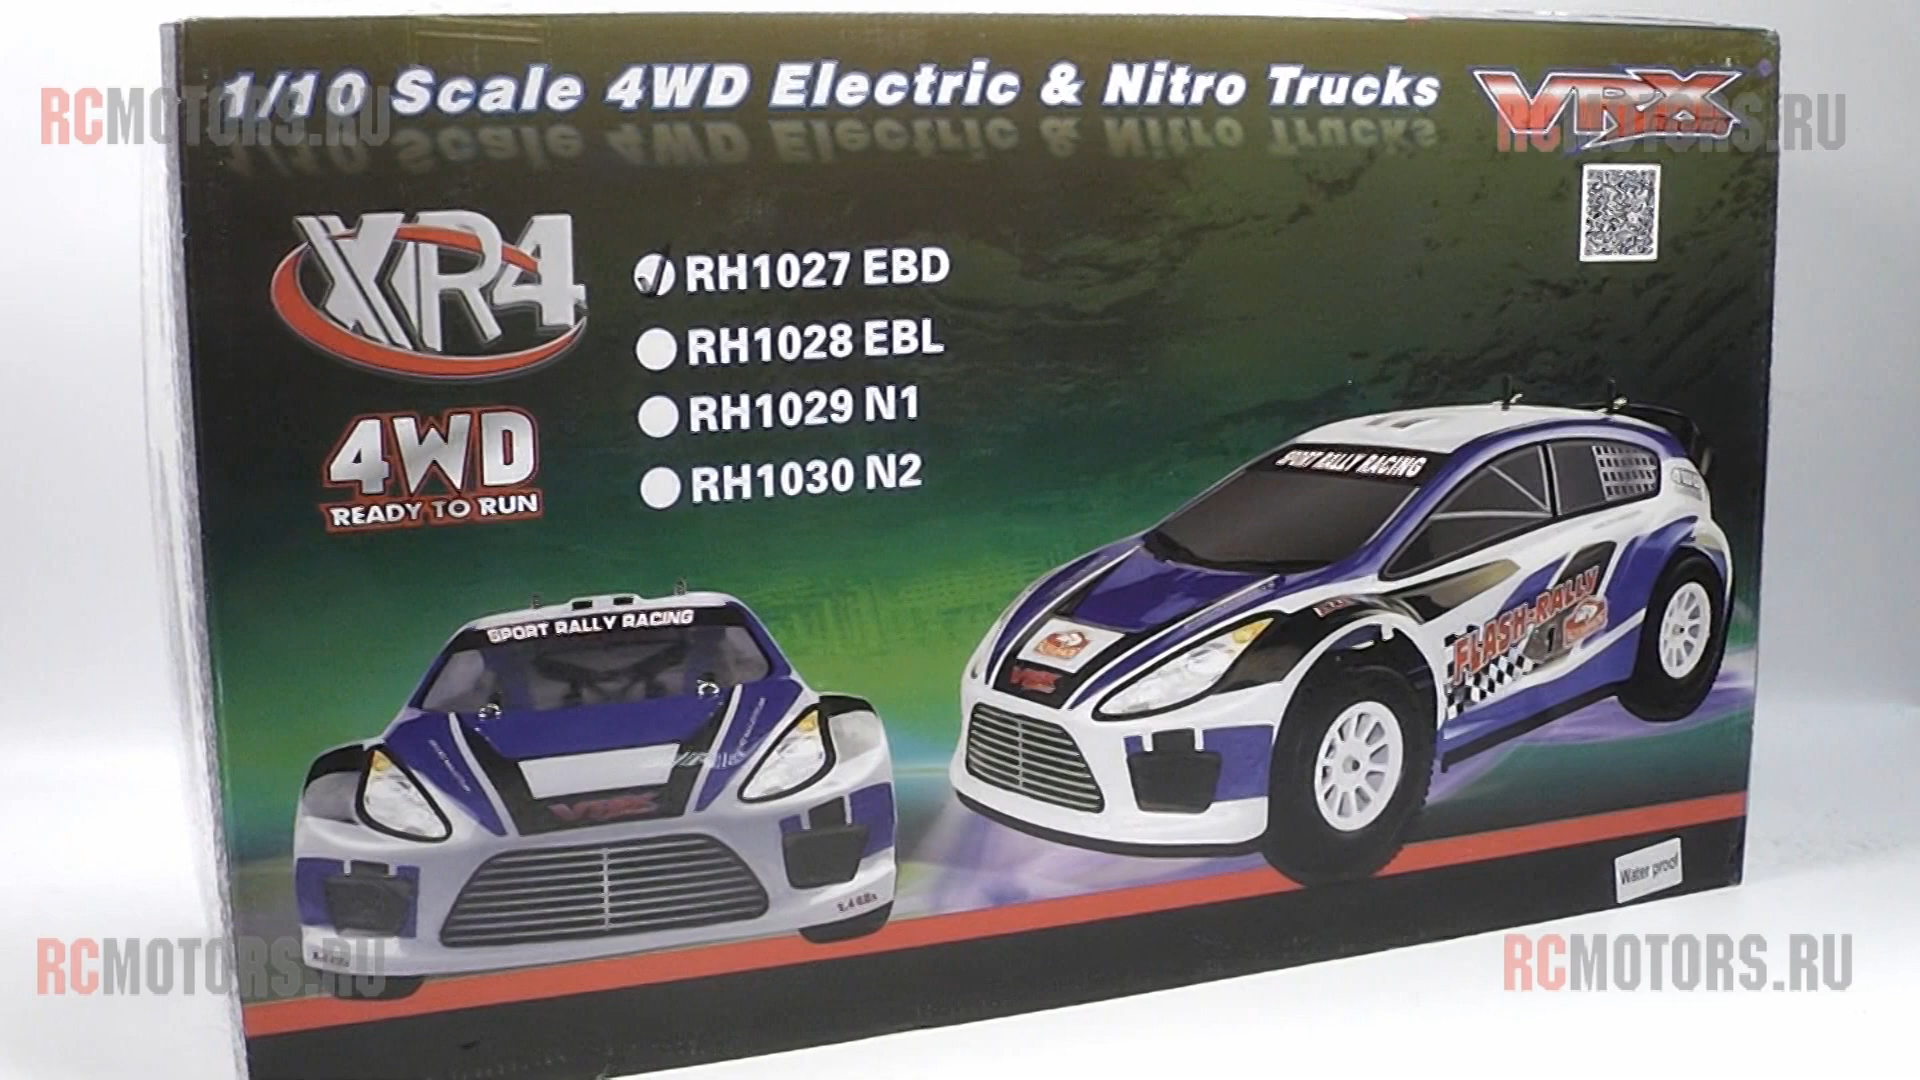 1/10 Scale 4WD Electric & Nitro Trucks
VRX
RCMOTORS.RU
RCMOTORS.RU
XR4
RH1027 EBD
RH1028 EBL
RH1029 N1
RH1030 N2
4WD
READY TO RUN
SPORT RALLY RACING
SPORT RALLY RACING
FLASH-RALLY
VRX
VRX
Water proof
RCMOTORS.RU
RCMOTORS.RU